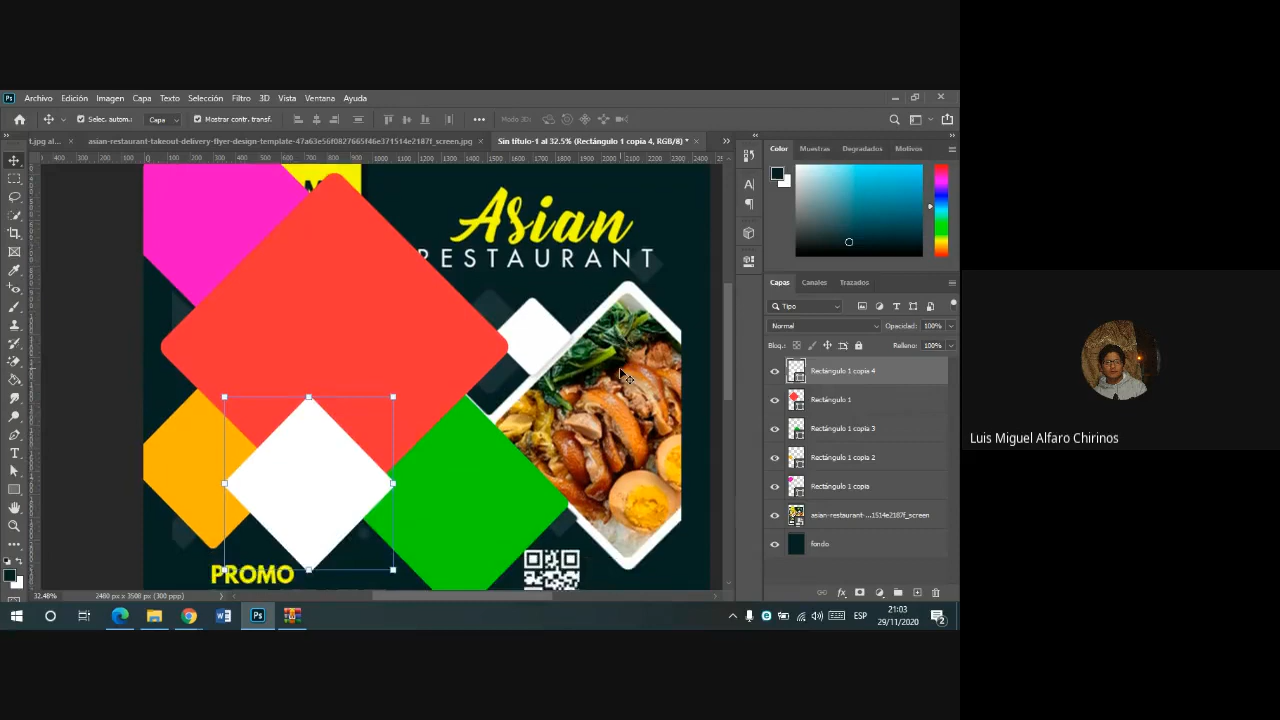 Archivo Edición Imagen Capa Texto Selección Filtro 3D Vista Ventana Ayuda
Selec. autom.: Capa Mostrar contr. transf. Modo 3D:
t.jpg al... × asian-restaurant-takeout-delivery-flyer-design-template-47a63e56f0827665f46e371514e2187f_screen.jpg × Sin título-1 al 32.5% (Rectángulo 1 copia 4, RGB/8) * ×
Color Muestras Degradados Motivos
Asian
RESTAURANT
PROMO
Capas Canales Trazados
Tipo
Normal Opacidad: 100%
Bloq.: Relleno: 100%
Rectángulo 1 copia 4
Rectángulo 1
Rectángulo 1 copia 3
Rectángulo 1 copia 2
Rectángulo 1 copia
asian-restaurant-...1514e2187f_screen
fondo
32.48% 2480 px x 3508 px (300 ppp)
ESP
21:03
29/11/2020
Luis Miguel Alfaro Chirinos